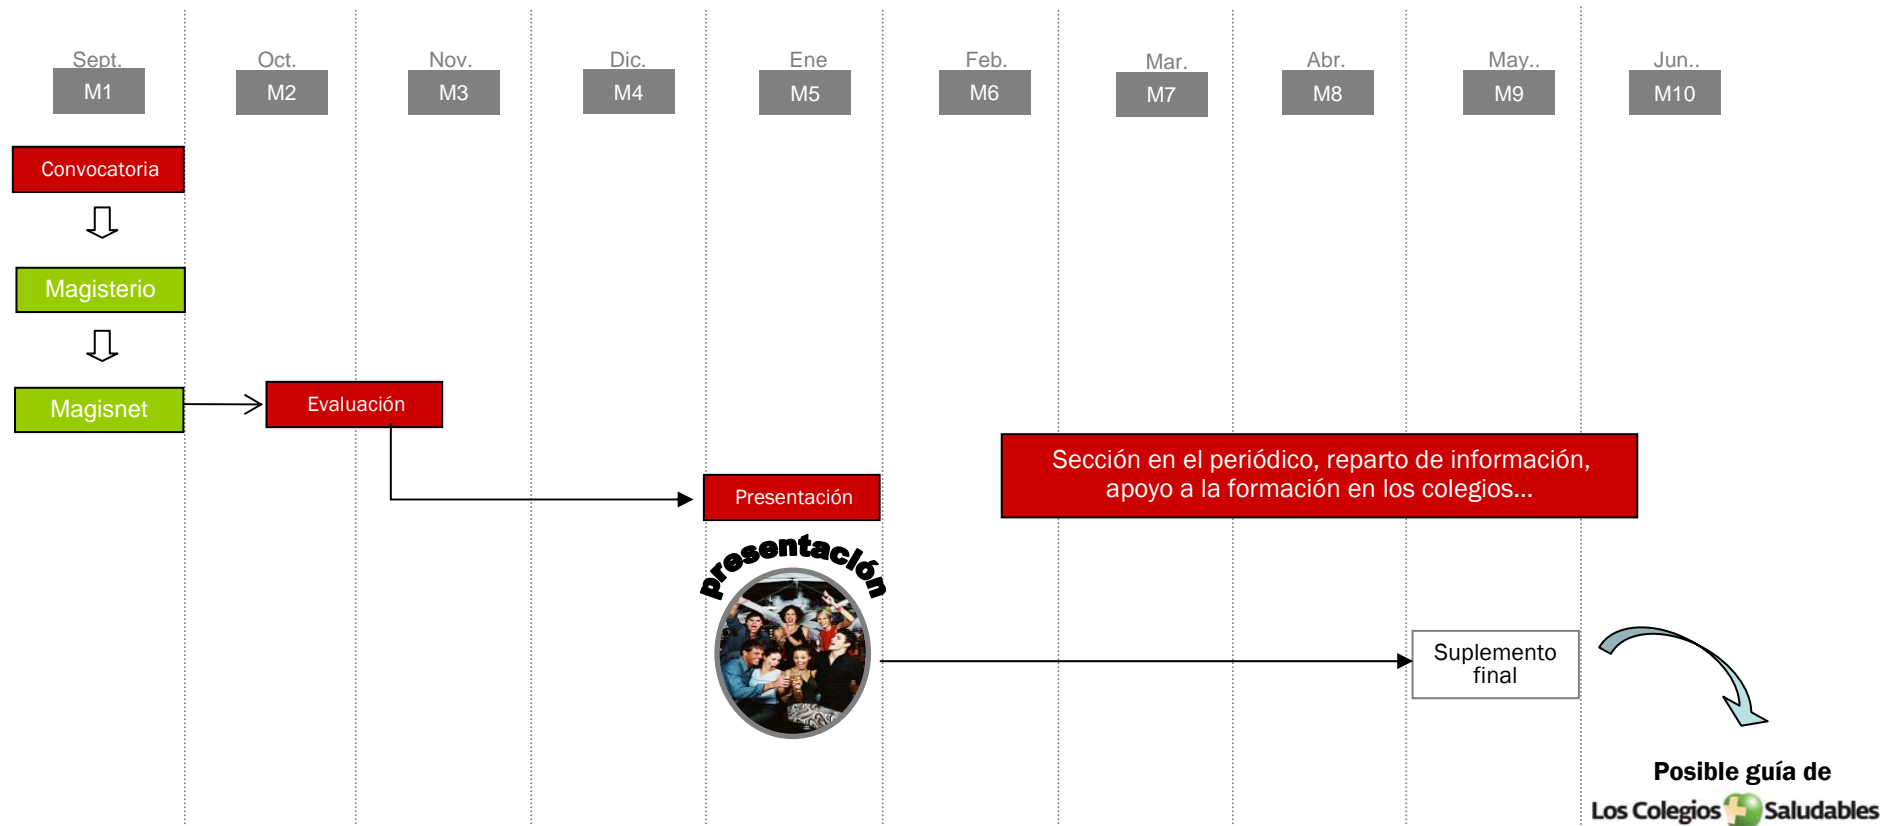 Sept. Oct. Nov. Dic. Ene Feb. Mar. Abr. May.. Jun..
M1 M2 M3 M4 M5 M6 M7 M8 M9 M10
Convocatoria
Magisterio
Magisnet
Evaluación
Sección en el periódico, reparto de información,
apoyo a la formación en los colegios...
Presentación
presentación
Suplemento
final
Posible guía de
Los Colegios Saludables